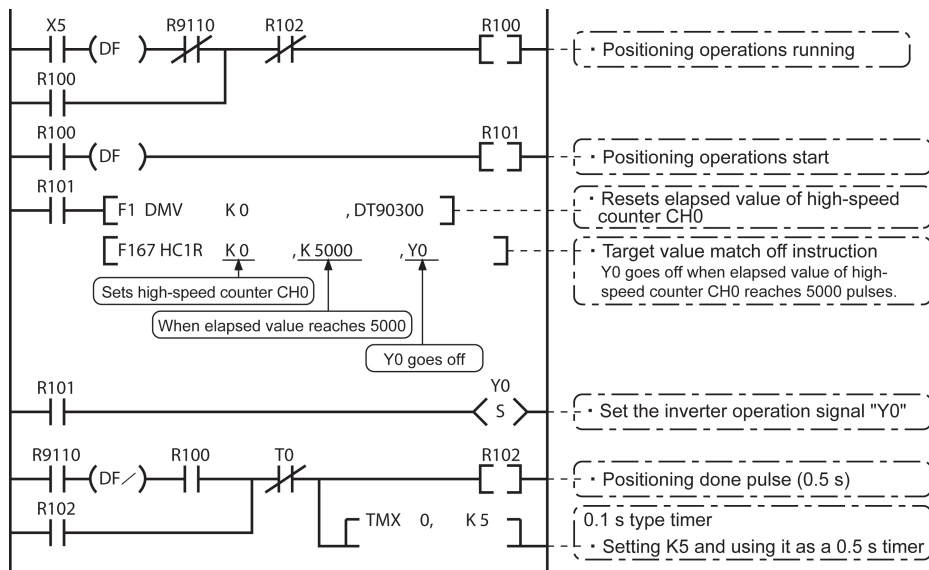 X5
R9110
R102
R100
DF
· Positioning operations running
R100
R100
R101
DF
· Positioning operations start
R101
F1 DMV K 0 , DT90300
· Resets elapsed value of high-speed
counter CH0
F167 HC1R K 0 , K 5000 , Y0
· Target value match off instruction
Y0 goes off when elapsed value of high-
speed counter CH0 reaches 5000 pulses.
Sets high-speed counter CH0
When elapsed value reaches 5000
Y0 goes off
R101
Y0
S
· Set the inverter operation signal "Y0"
R9110
R100
T0
R102
DF/
· Positioning done pulse (0.5 s)
R102
TMX 0, K 5
0.1 s type timer
· Setting K5 and using it as a 0.5 s timer